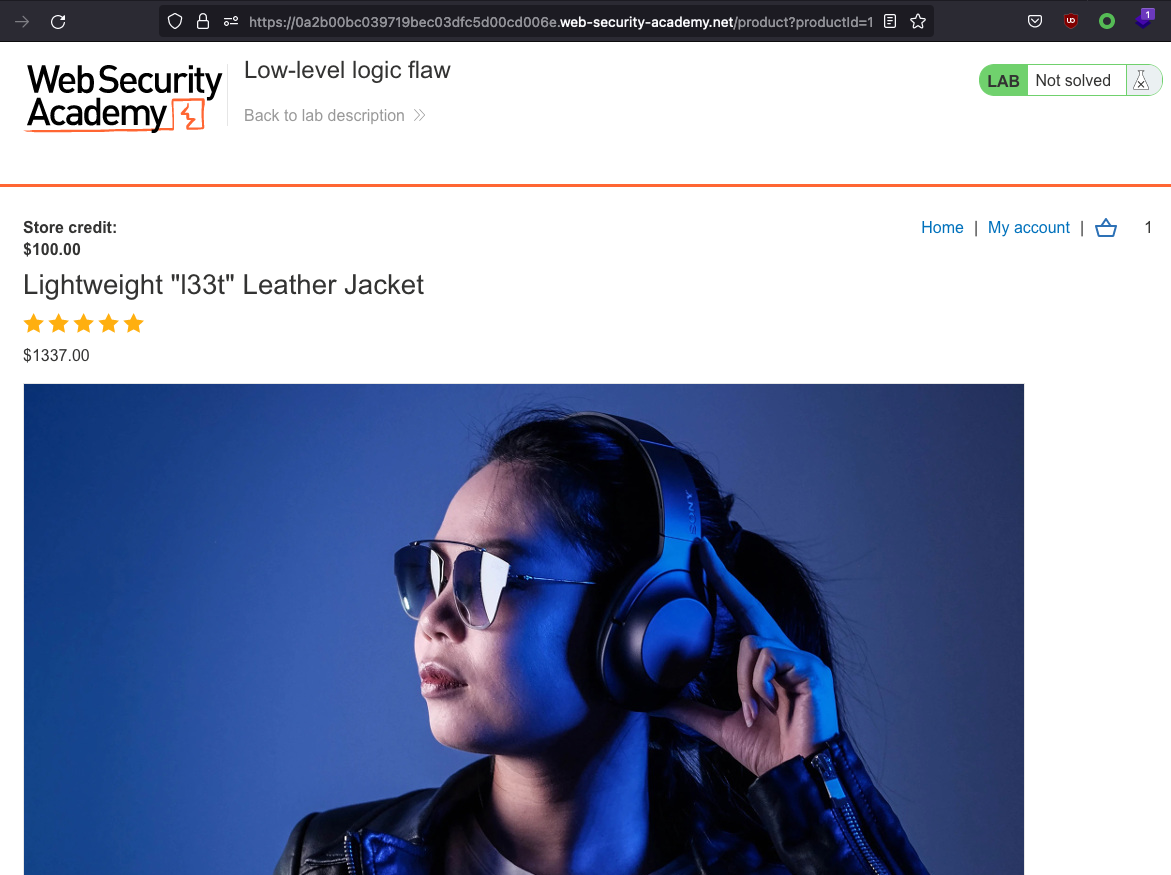 https://0a2b00bc039719bec03dfc5d00cd006e.web-security-academy.net/product?productId=1
1
Web Security
Academy
Low-level logic flaw
Back to lab description
LAB Not solved
Store credit:
$100.00
Home | My account | 1
Lightweight "l33t" Leather Jacket
$1337.00
SONY